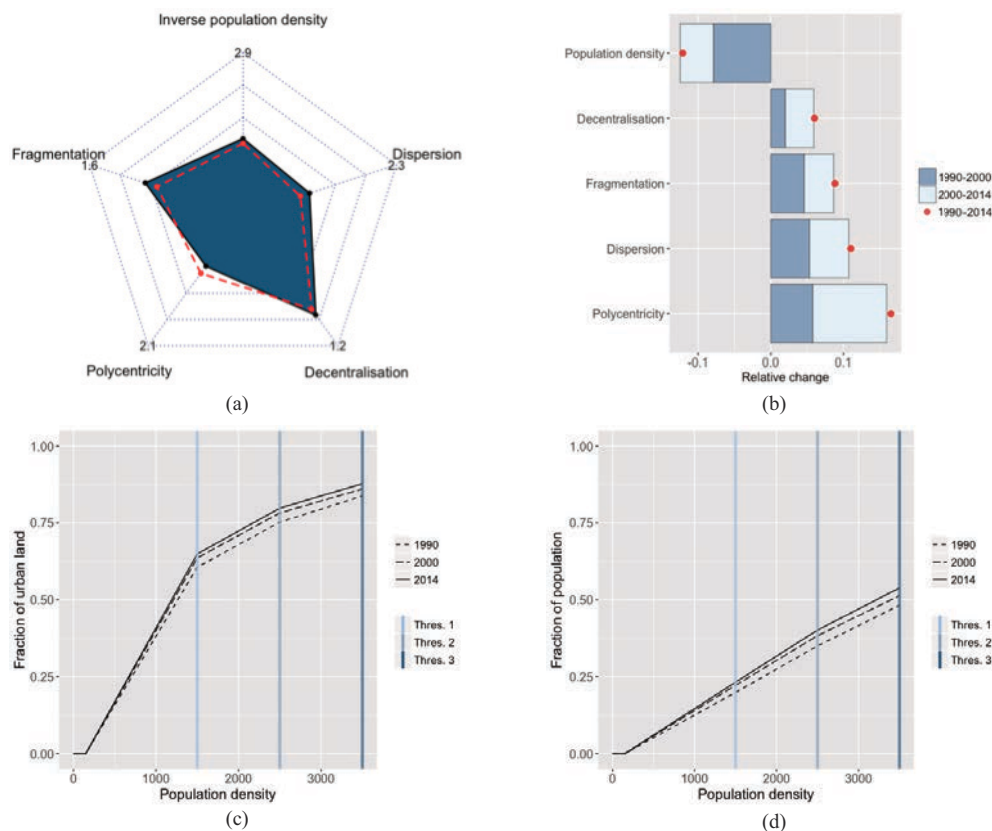 Inverse population density
2.9
Fragmentation
1.6
Dispersion
2.3
2.1
1.2
Polycentricity
Decentralisation
(a)
Population density
Decentralisation
Fragmentation
Dispersion
Polycentricity
-0.1
0.0
0.1
Relative change
1990-2000
2000-2014
1990-2014
(b)
1.00
0.75
0.50
0.25
0.00
Fraction of urban land
0
1000
2000
3000
Population density
1990
2000
2014
Thres. 1
Thres. 2
Thres. 3
(c)
1.00
0.75
0.50
0.25
0.00
Fraction of population
0
1000
2000
3000
Population density
1990
2000
2014
Thres. 1
Thres. 2
Thres. 3
(d)